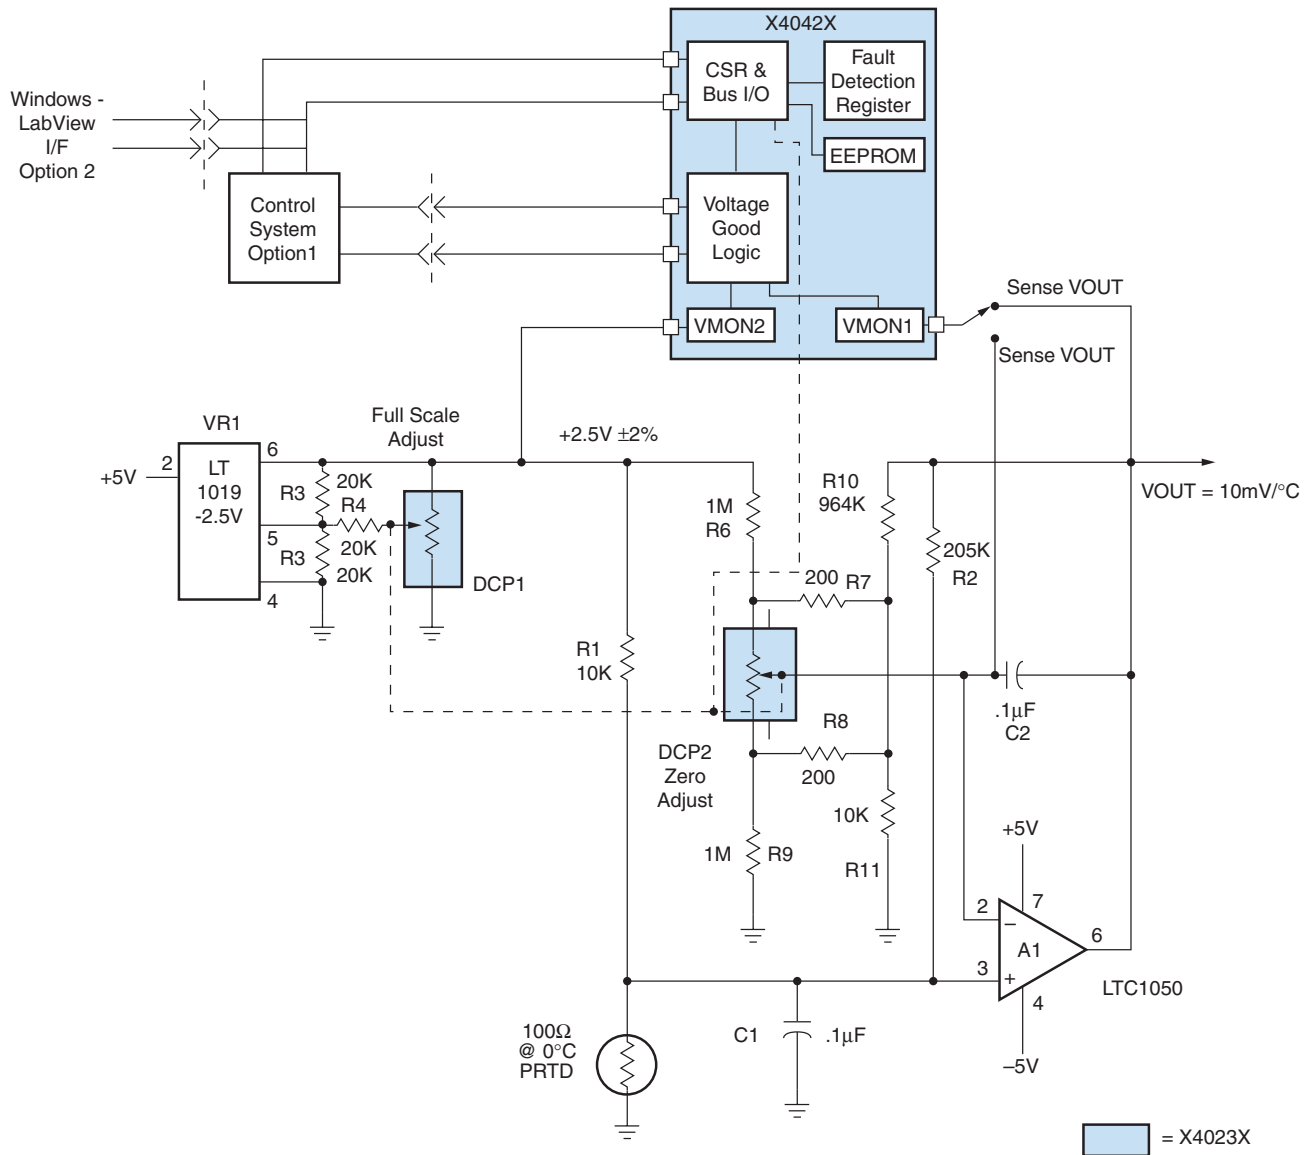 X4042X
CSR &
Bus I/O
Fault
Detection
Register
EEPROM
Windows -
LabView
I/F
Option 2
Control
System
Option1
Voltage
Good
Logic
VMON2
VMON1
Sense VOUT
Sense VOUT
VR1
Full Scale
Adjust
+2.5V ±2%
+5V
2
LT
1019
-2.5V
6
5
4
R3
20K
R4
20K
R3
20K
DCP1
1M
R6
R10
964K
VOUT = 10mV/°C
205K
R2
200
R7
R1
10K
R8
200
DCP2
Zero
Adjust
.1µF
C2
10K
R11
1M
R9
+5V
7
2
−
A1
6
3
+
4
LTC1050
−5V
100Ω
@ 0°C
PRTD
C1
.1µF
= X4023X